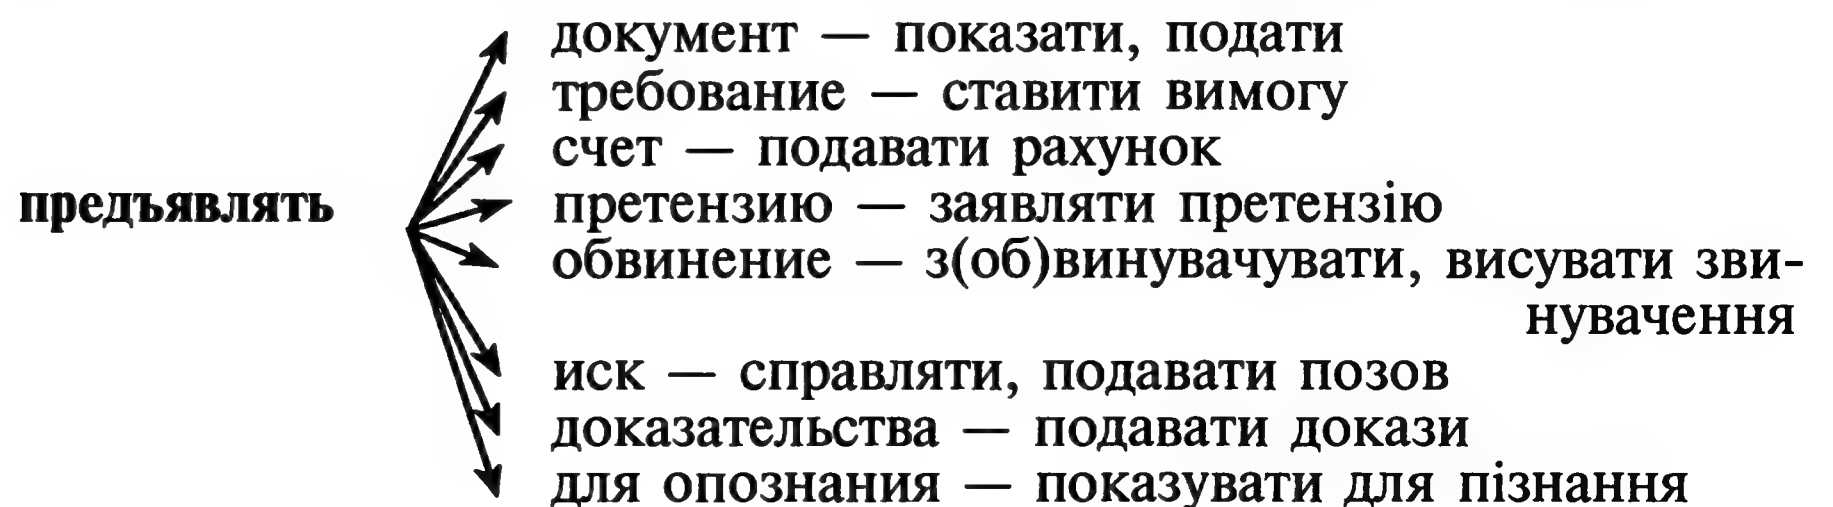 документ — показати, подати
требование — ставити вимогу
счет — подавати рахунок
предъявлять
претензию — заявляти претензію
обвинение — з(об)винувачувати, висувати зви-
нувачення
иск — справляти, подавати позов
доказательства — подавати докази
для опознания — показувати для пізнання